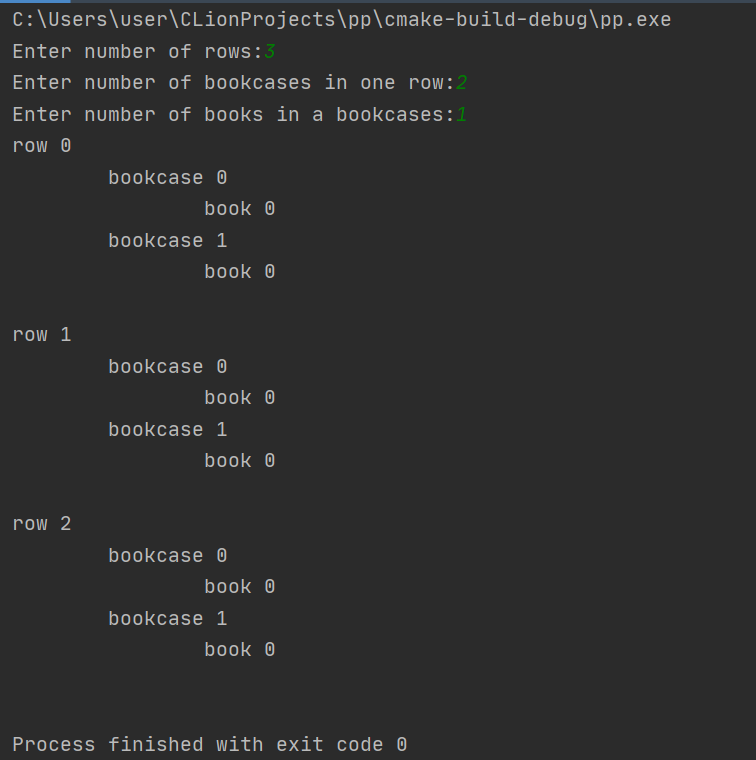 C:\Users\user\CLionProjects\pp\cmake-build-debug\pp.exe
Enter number of rows:3
Enter number of bookcases in one row:2
Enter number of books in a bookcases:1
row 0
        bookcase 0
                book 0
        bookcase 1
                book 0

row 1
        bookcase 0
                book 0
        bookcase 1
                book 0

row 2
        bookcase 0
                book 0
        bookcase 1
                book 0


Process finished with exit code 0